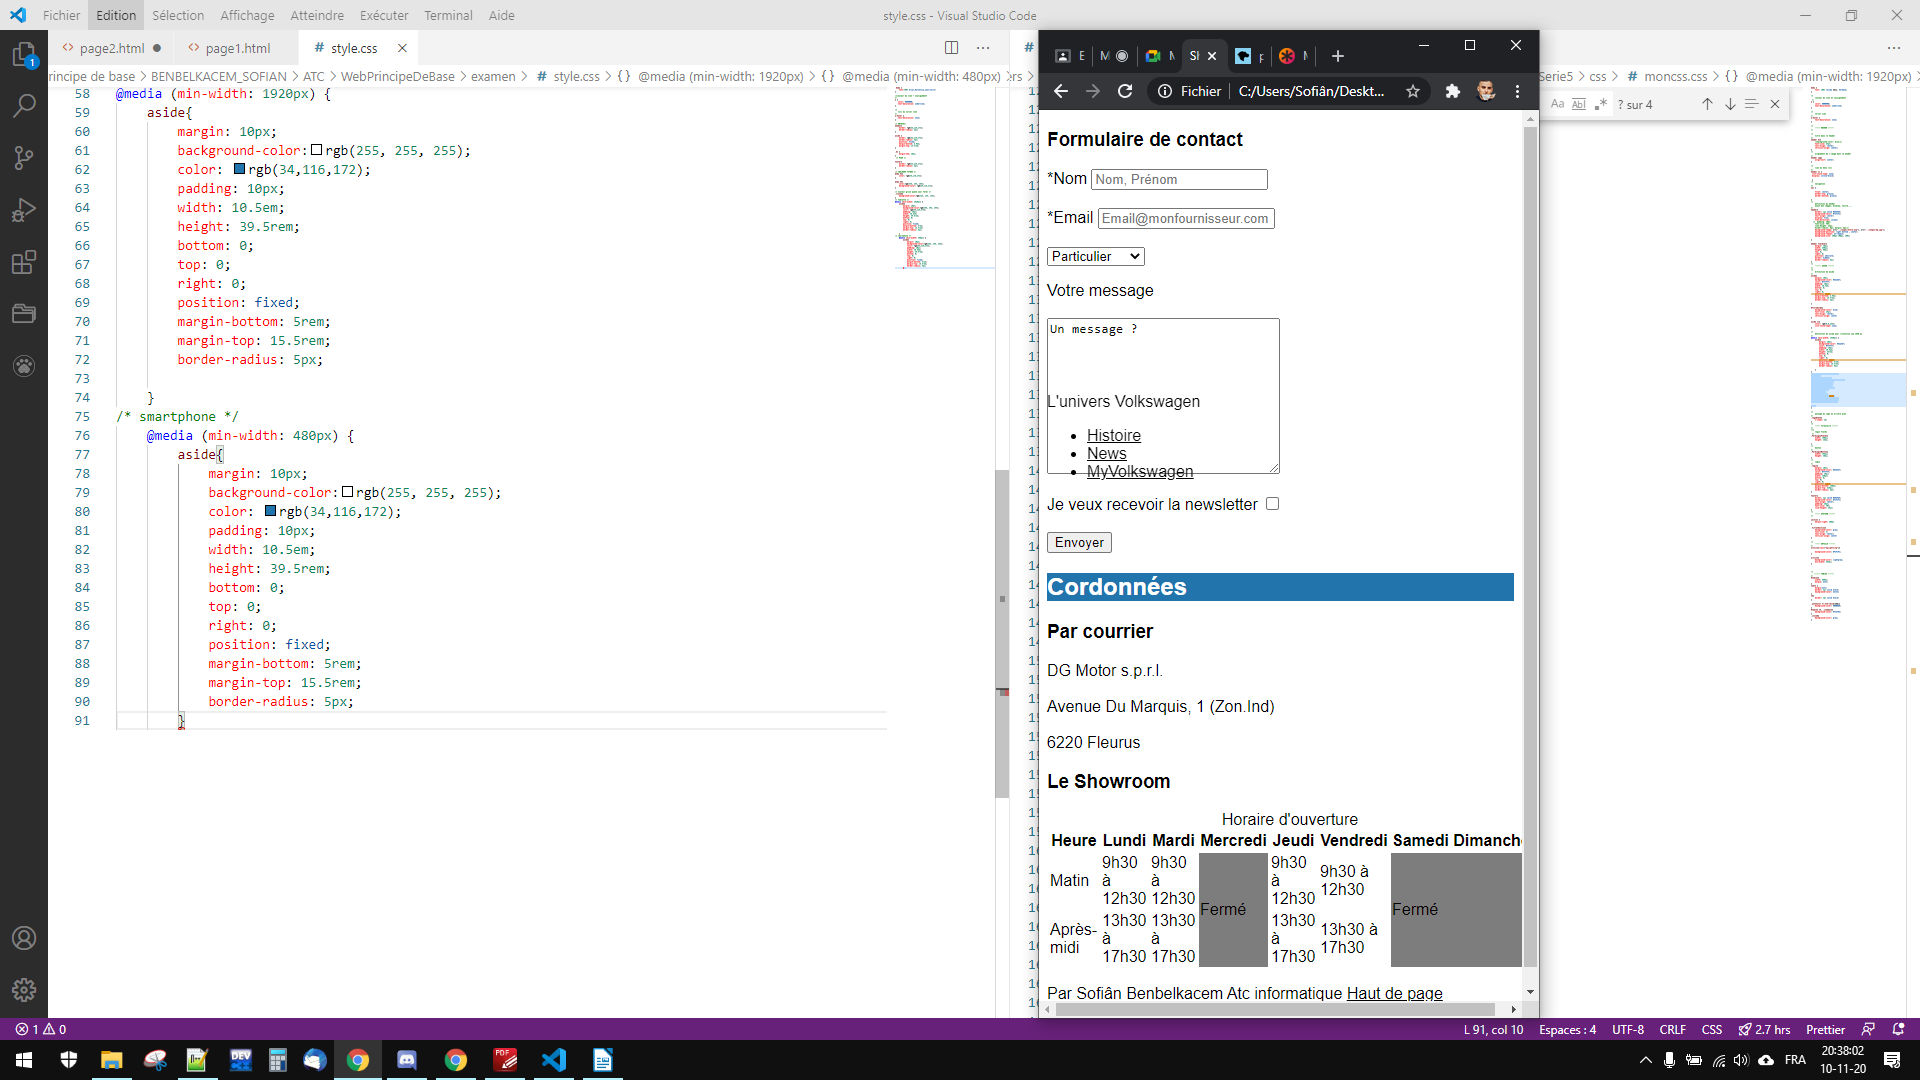 Fichier Edition Sélection Affichage Atteindre Exécuter Terminal Aide
style.css - Visual Studio Code
page2.html
page1.html
# style.css
rincipe de base > BENBELKACEM_SOFIAN > ATC > WebPrincipeDeBase > examen > # style.css > {} @media (min-width: 1920px) > {} @media (min-width: 480px) >
58 @media (min-width: 1920px) {
59 aside{
60 margin: 10px;
61 background-color: rgb(255, 255, 255);
62 color: rgb(34,116,172);
63 padding: 10px;
64 width: 10.5em;
65 height: 39.5rem;
66 bottom: 0;
67 top: 0;
68 right: 0;
69 position: fixed;
70 margin-bottom: 5rem;
71 margin-top: 15.5rem;
72 border-radius: 5px;
73
74 }
75 /* smartphone */
76 @media (min-width: 480px) {
77 aside{
78 margin: 10px;
79 background-color: rgb(255, 255, 255);
80 color: rgb(34,116,172);
81 padding: 10px;
82 width: 10.5em;
83 height: 39.5rem;
84 bottom: 0;
85 top: 0;
86 right: 0;
87 position: fixed;
88 margin-bottom: 5rem;
89 margin-top: 15.5rem;
90 border-radius: 5px;
91 }
Fichier C:/Users/Sofiân/Deskt...
Formulaire de contact
*Nom Nom, Prénom
*Email Email@monfournisseur.com
Particulier
Votre message
Un message ?
L'univers Volkswagen
• Histoire
• News
• MyVolkswagen
Je veux recevoir la newsletter
Envoyer
Cordonnées
Par courrier
DG Motor s.p.r.l.
Avenue Du Marquis, 1 (Zon.Ind)
6220 Fleurus
Le Showroom
Horaire d'ouverture
Heure Lundi Mardi Mercredi Jeudi Vendredi Samedi Dimanche
Matin 9h30 à 12h30 9h30 à 12h30 Fermé 9h30 à 12h30 9h30 à 12h30 Fermé
Après-midi 13h30 à 17h30 13h30 à 17h30 13h30 à 17h30 13h30 à 17h30
Par Sofiân Benbelkacem Atc informatique Haut de page
Serie5 > css > # moncss.css > {} @media (min-width: 1920px) >
Aa Abl ? sur 4
1 0
L 91, col 10 Espaces : 4 UTF-8 CRLF CSS 2.7 hrs Prettier
FRA
20:38:02
10-11-20